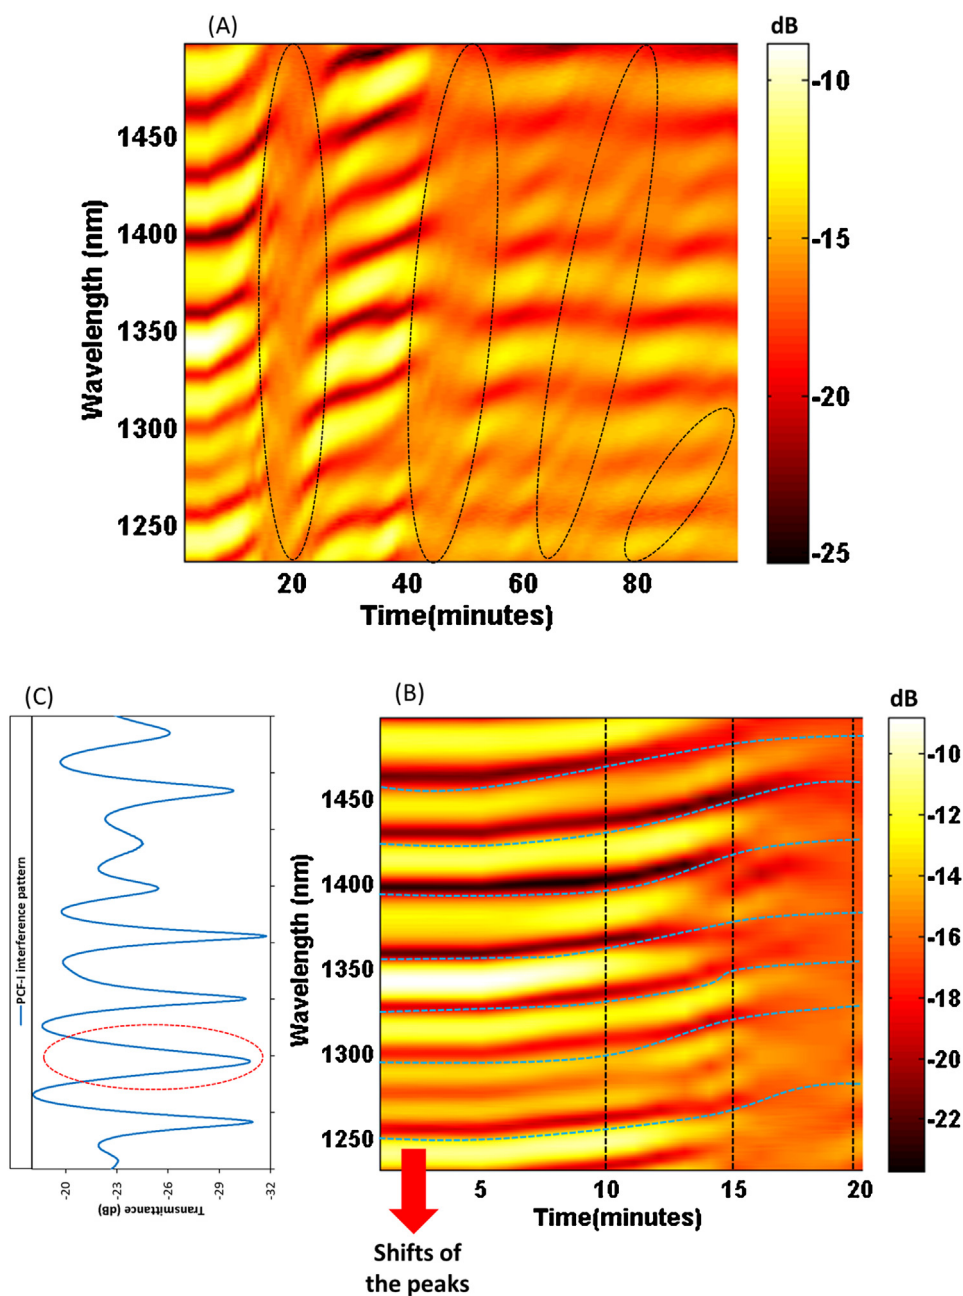 (A)
dB
1450
1400
1350
1300
1250
Wavelength (nm)
20
40
60
80
Time(minutes)
-10
-15
-20
-25
(C)
PCF-I interference pattern
-20
-23
-26
-29
-32
Transmittance (dB)
(B)
dB
1450
1400
1350
1300
1250
Wavelength (nm)
5
10
15
20
Time(minutes)
-10
-12
-14
-16
-18
-20
-22
Shifts of
the peaks